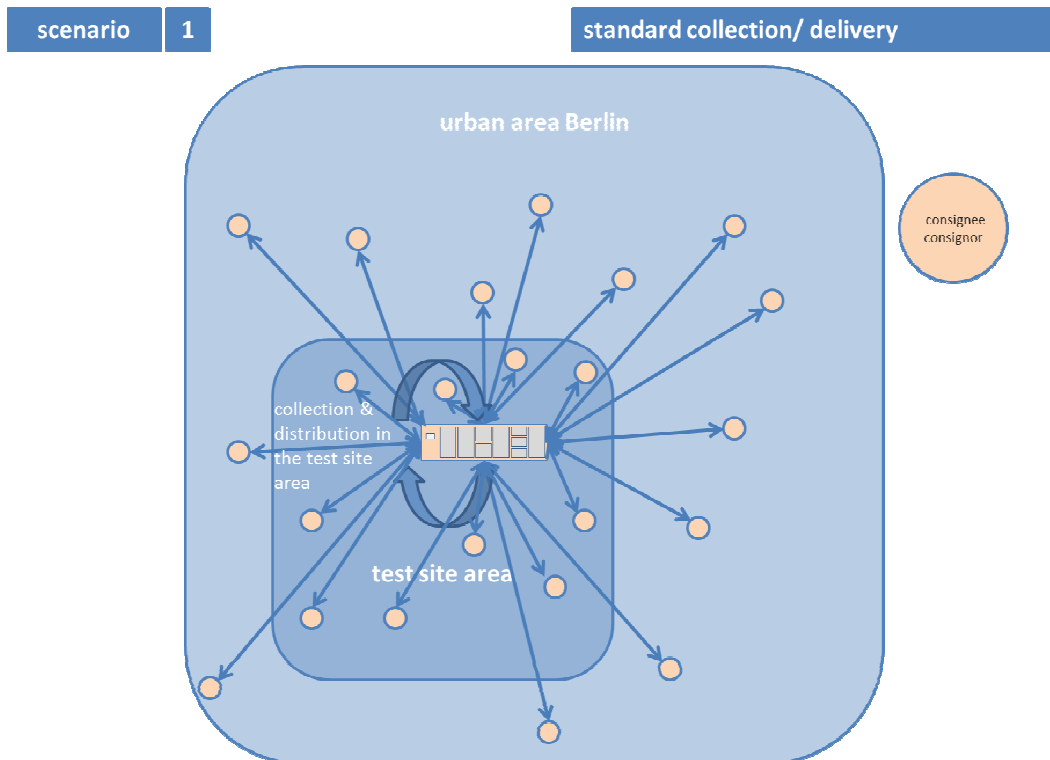 scenario 1
standard collection/ delivery
urban area Berlin
consignee
consignor
collection &
distribution in
the test site
area
test site area